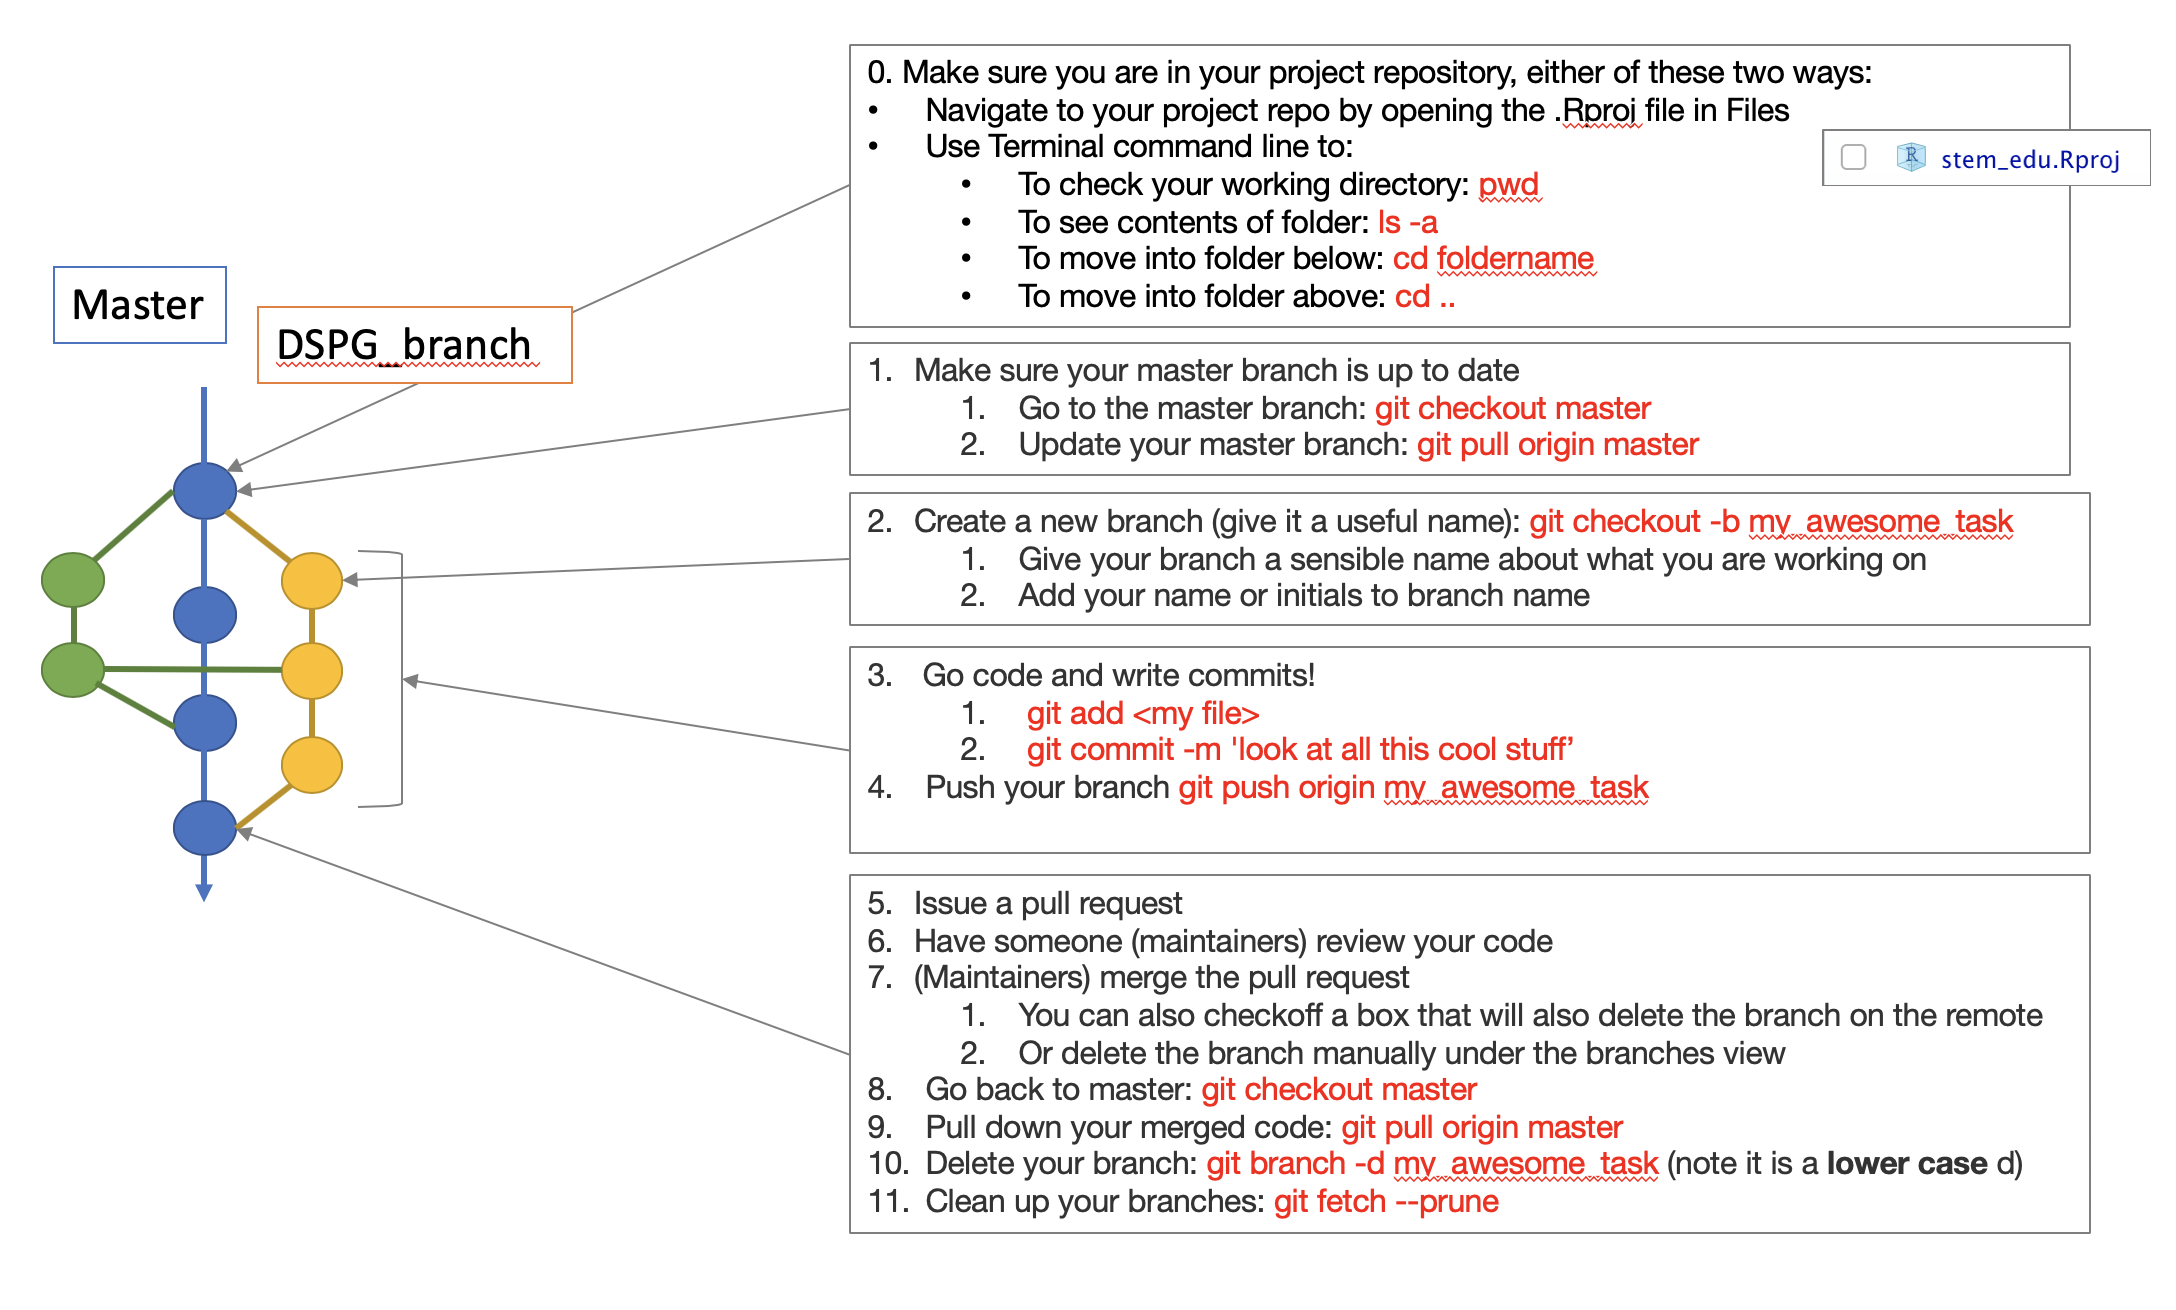 Master
DSPG_branch
0. Make sure you are in your project repository, either of these two ways:
• Navigate to your project repo by opening the .Rproj file in Files
• Use Terminal command line to:
• To check your working directory: pwd
• To see contents of folder: ls -a
• To move into folder below: cd foldername
• To move into folder above: cd ..
stem_edu.Rproj
1. Make sure your master branch is up to date
1. Go to the master branch: git checkout master
2. Update your master branch: git pull origin master
2. Create a new branch (give it a useful name): git checkout -b my_awesome_task
1. Give your branch a sensible name about what you are working on
2. Add your name or initials to branch name
3. Go code and write commits!
1. git add <my file>
2. git commit -m 'look at all this cool stuff’
4. Push your branch git push origin my_awesome_task
5. Issue a pull request
6. Have someone (maintainers) review your code
7. (Maintainers) merge the pull request
1. You can also checkoff a box that will also delete the branch on the remote
2. Or delete the branch manually under the branches view
8. Go back to master: git checkout master
9. Pull down your merged code: git pull origin master
10. Delete your branch: git branch -d my_awesome_task (note it is a lower case d)
11. Clean up your branches: git fetch --prune